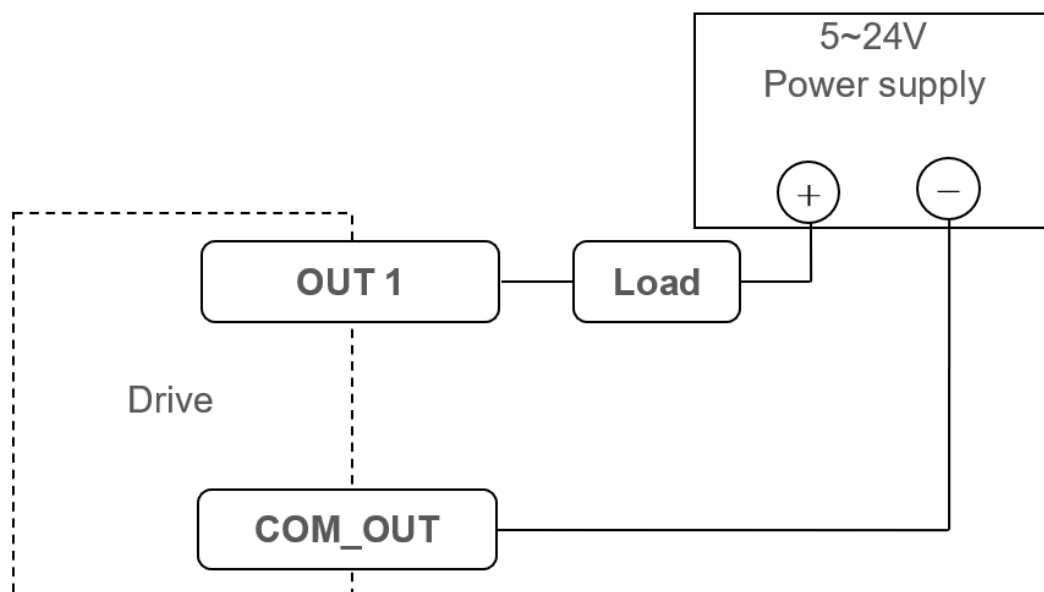 5~24V
Power supply
+
−
OUT 1
Load
Drive
COM_OUT